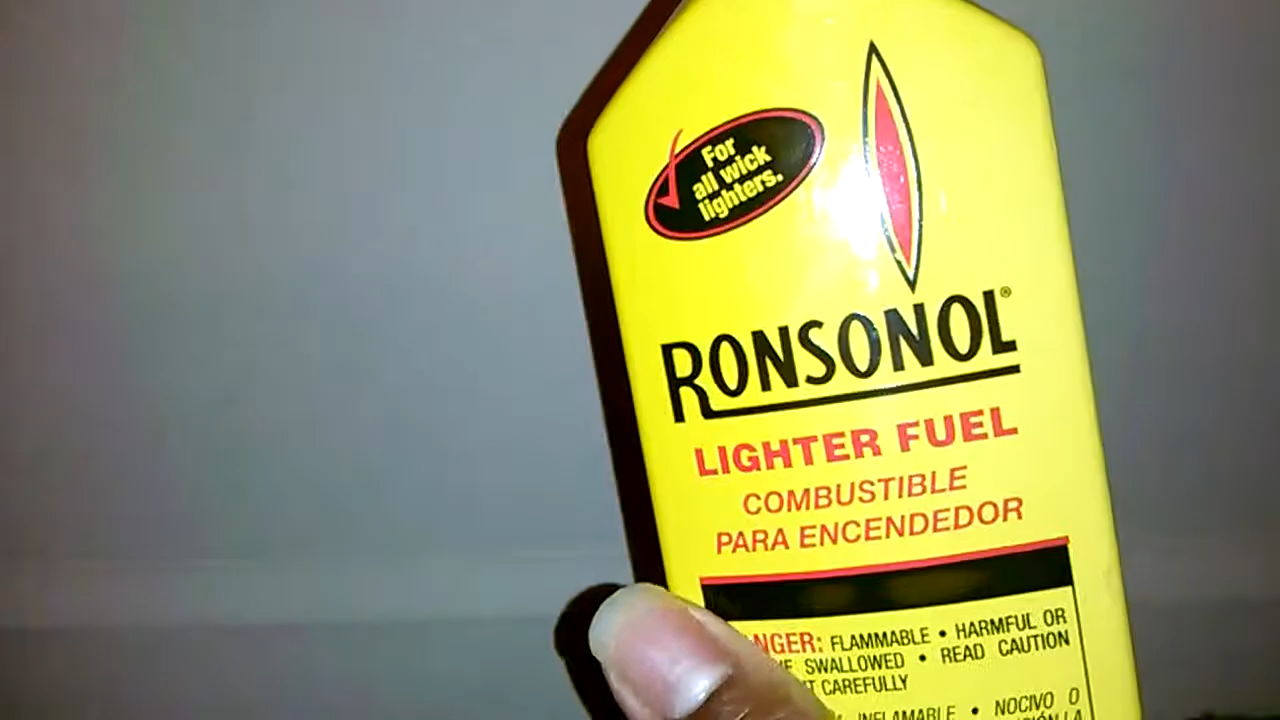 For
all wick
lighters.
RONSONOL®
LIGHTER FUEL
COMBUSTIBLE
PARA ENCENDEDOR
NGER: FLAMMABLE • HARMFUL OR
SWALLOWED • READ CAUTION
CAREFULLY
INFLAMABLE • NOCIVO O